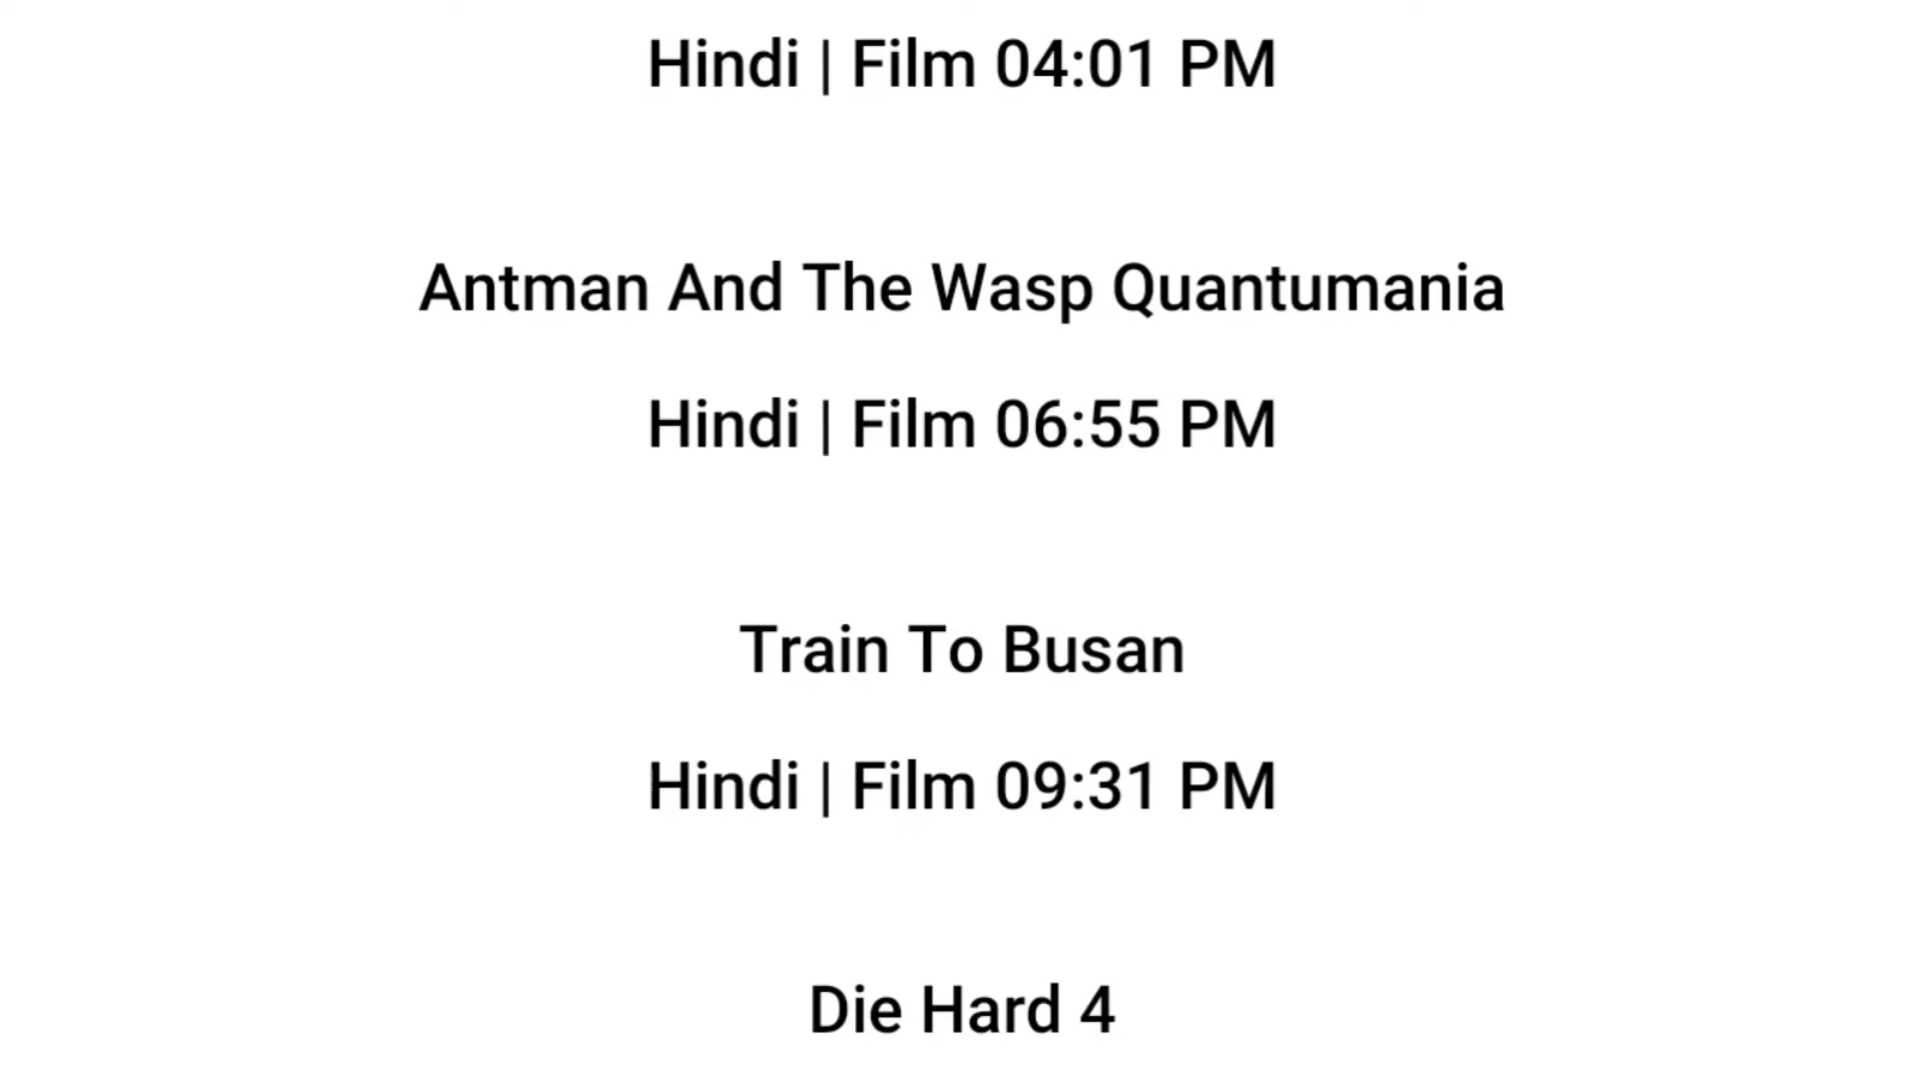 Hindi | Film 04:01 PM
Antman And The Wasp Quantumania
Hindi | Film 06:55 PM
Train To Busan
Hindi | Film 09:31 PM
Die Hard 4